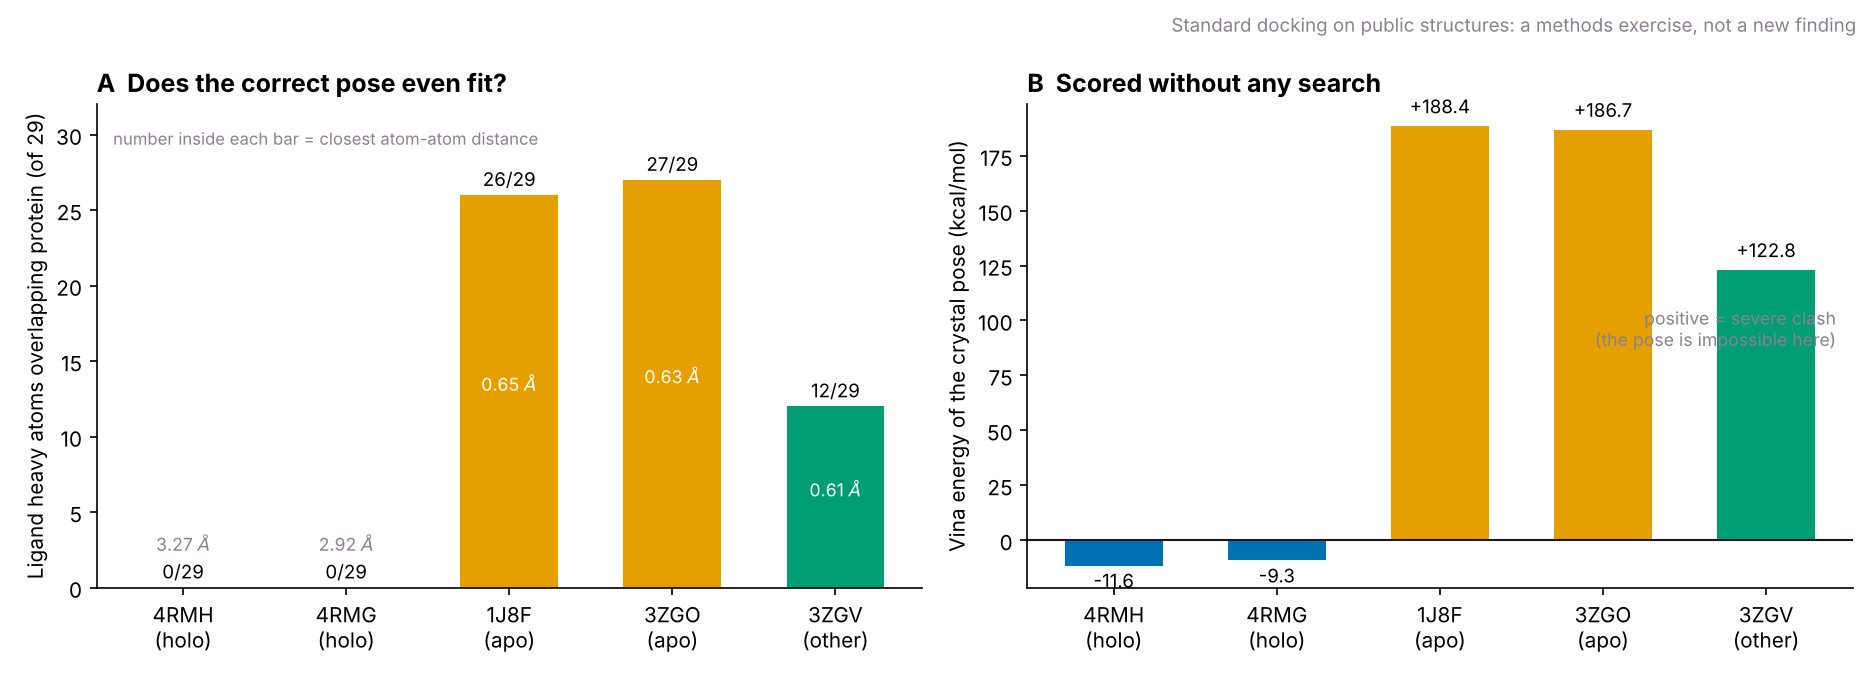 Standard docking on public structures: a methods exercise, not a new finding
A Does the correct pose even fit?
number inside each bar = closest atom-atom distance
Ligand heavy atoms overlapping protein (of 29)
30
25
20
15
10
5
0
3.27 Å
0/29
2.92 Å
0/29
26/29
0.65 Å
27/29
0.63 Å
12/29
0.61 Å
4RMH
(holo)
4RMG
(holo)
1J8F
(apo)
3ZGO
(apo)
3ZGV
(other)
B Scored without any search
Vina energy of the crystal pose (kcal/mol)
175
150
125
100
75
50
25
0
-11.6
-9.3
+188.4
+186.7
+122.8
positive = severe clash
(the pose is impossible here)
4RMH
(holo)
4RMG
(holo)
1J8F
(apo)
3ZGO
(apo)
3ZGV
(other)